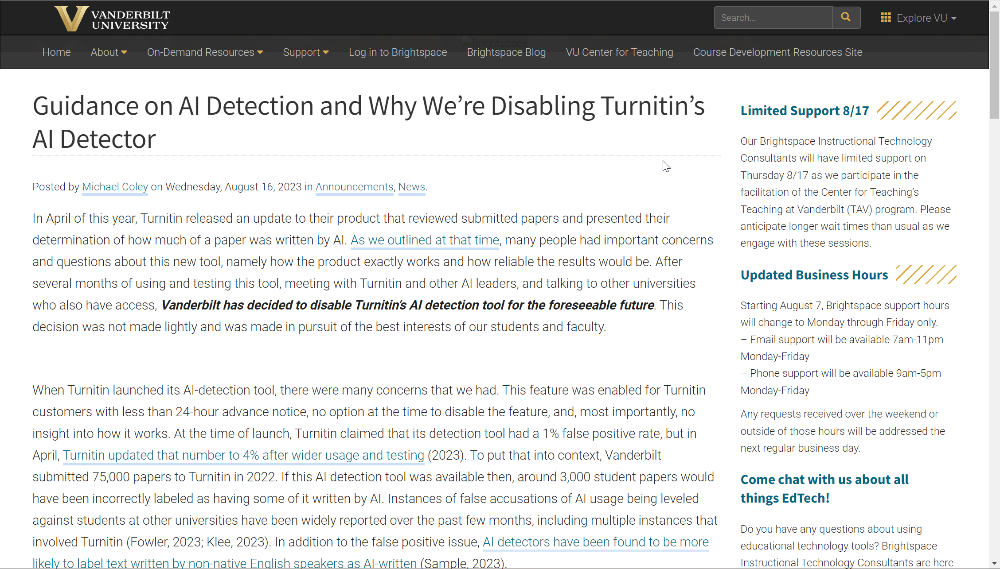 VANDERBILT
UNIVERSITY
Search...
Explore VU
Brightspace
Home
About
On-Demand Resources
Support
Log in to Brightspace
Brightspace Blog
VU Center for Teaching
Course Development Resources Site
Guidance on AI Detection and Why We’re Disabling Turnitin’s
AI Detector
Posted by Michael Coley on Wednesday, August 16, 2023 in Announcements, News.
In April of this year, Turnitin released an update to their product that reviewed submitted papers and presented their
determination of how much of a paper was written by AI. As we outlined at that time, many people had important concerns
and questions about this new tool, namely how the product exactly works and how reliable the results would be. After
several months of using and testing this tool, meeting with Turnitin and other AI leaders, and talking to other universities
who also have access, Vanderbilt has decided to disable Turnitin’s AI detection tool for the foreseeable future. This
decision was not made lightly and was made in pursuit of the best interests of our students and faculty.
When Turnitin launched its AI-detection tool, there were many concerns that we had. This feature was enabled for Turnitin
customers with less than 24-hour advance notice, no option at the time to disable the feature, and, most importantly, no
insight into how it works. At the time of launch, Turnitin claimed that its detection tool had a 1% false positive rate, but in
April, Turnitin updated that number to 4% after wider usage and testing (2023). To put that into context, Vanderbilt
submitted 75,000 papers to Turnitin in 2022. If this AI detection tool was available then, around 3,000 student papers would
have been incorrectly labeled as having some of it written by AI. Instances of false accusations of AI usage being leveled
against students at other universities have been widely reported over the past few months, including multiple instances that
involved Turnitin (Fowler, 2023; Klee, 2023). In addition to the false positive issue, AI detectors have been found to be more
likely to label text written by non-native English speakers as AI-written (Sample, 2023).
Limited Support 8/17
Our Brightspace Instructional Technology
Consultants will have limited support on
Thursday 8/17 as we participate in the
facilitation of the Center for Teaching’s
Teaching at Vanderbilt (TAV) program. Please
anticipate longer wait times than usual as we
engage with these sessions.
Updated Business Hours
Starting August 7, Brightspace support hours
will change to Monday through Friday only.
– Email support will be available 7am-11pm
Monday-Friday
– Phone support will be available 9am-5pm
Monday-Friday
Any requests received over the weekend or
outside of those hours will be addressed the
next regular business day.
Come chat with us about all
things EdTech!
Do you have any questions about using
educational technology tools? Brightspace
Instructional Technology Consultants are here